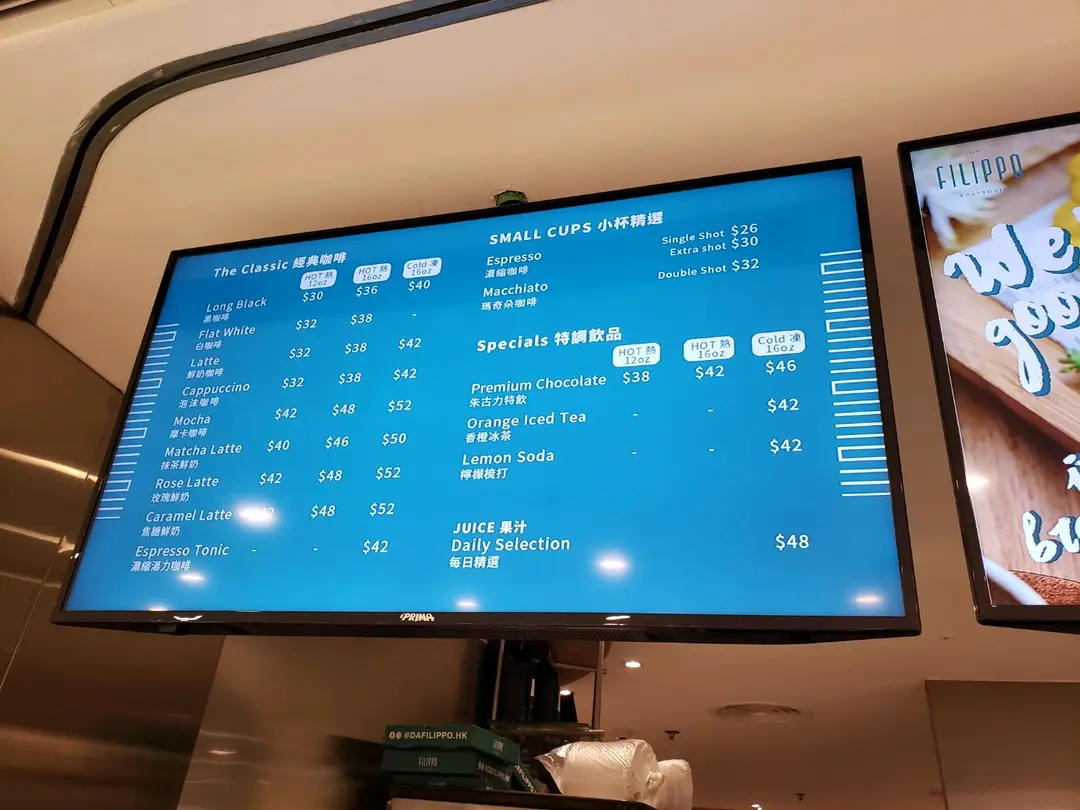 The Classic 經典咖啡
HOT 熱 12oz HOT 熱 16oz Cold 凍 16oz
Long Black $30 $36 $40
黑咖啡
Flat White $32 $38 -
白咖啡
Latte $32 $38 $42
鮮奶咖啡
Cappuccino $32 $38 $42
泡沫咖啡
Mocha $42 $48 $52
摩卡咖啡
Matcha Latte $40 $46 $50
抹茶鮮奶
Rose Latte $42 $48 $52
玫瑰鮮奶
Caramel Latte $42 $48 $52
焦糖鮮奶
Espresso Tonic - - $42
濃縮湯力咖啡
SMALL CUPS 小杯精選
Espresso Single Shot $26
濃縮咖啡 Extra shot $30
Macchiato Double Shot $32
瑪奇朵咖啡
Specials 特調飲品
HOT 熱 12oz HOT 熱 16oz Cold 凍 16oz
Premium Chocolate $38 $42 $46
朱古力特飲
Orange Iced Tea - - $42
香橙冰茶
Lemon Soda - - $42
檸檬梳打
JUICE 果汁
Daily Selection $48
每日精選
PRIMA
FILIPPO
TRATTORIA
@DAFILIPPO.HK
FILIPPO